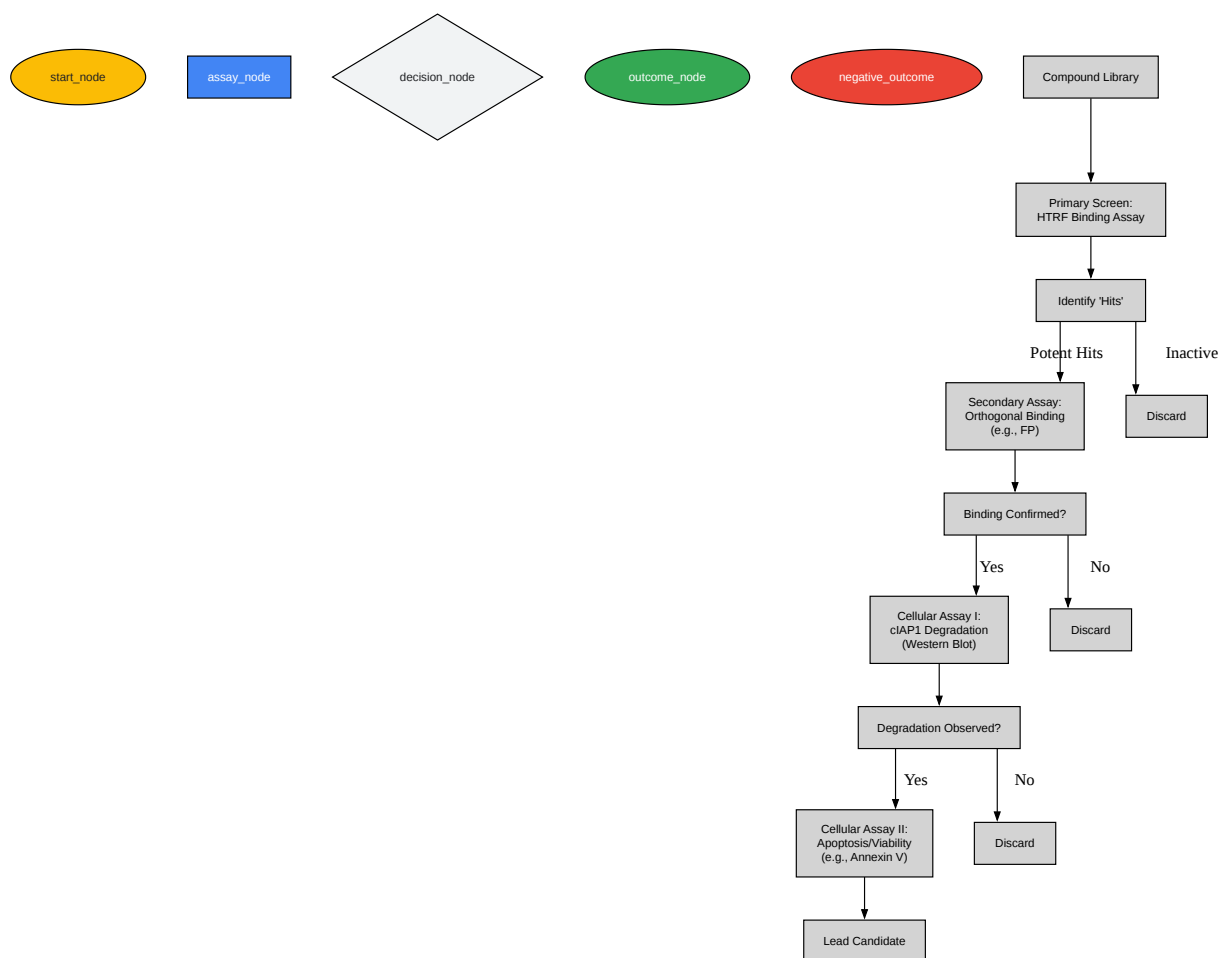 start_node
assay_node
decision_node
outcome_node
negative_outcome
Compound Library
Primary Screen:
HTRF Binding Assay
Identify 'Hits'
Potent Hits
Inactive
Secondary Assay:
Orthogonal Binding
(e.g., FP)
Discard
Binding Confirmed?
Yes
No
Cellular Assay I:
cIAP1 Degradation
(Western Blot)
Discard
Degradation Observed?
Yes
No
Cellular Assay II:
Apoptosis/Viability
(e.g., Annexin V)
Discard
Lead Candidate